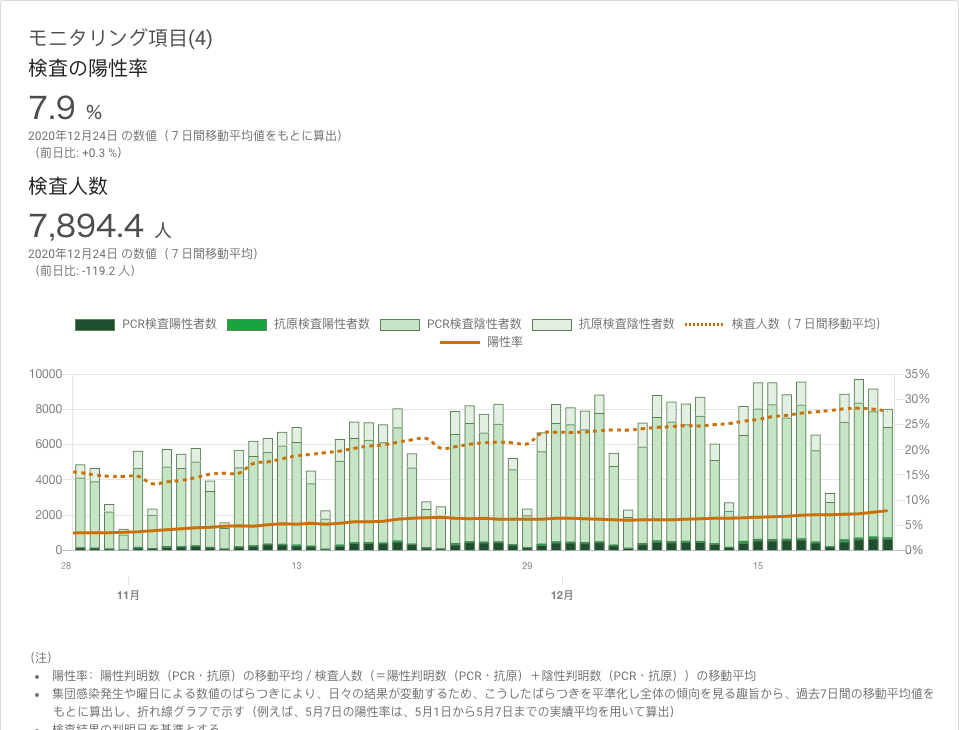 モニタリング項目(4)
検査の陽性率
7.9 %
2020年12月24日 の数値（７日間移動平均値をもとに算出）
（前日比: +0.3 %）
検査人数
7,894.4 人
2020年12月24日 の数値（７日間移動平均）
（前日比: -119.2 人）
PCR検査陽性者数 抗原検査陽性者数 PCR検査陰性者数 抗原検査陰性者数 検査人数（７日間移動平均）
陽性率
10000 35%
8000 30%
6000 25%
4000 20%
2000 15%
0 10%
5%
0%
28 13 29 15
11月 12月
（注）
陽性率：陽性判明数（PCR・抗原）の移動平均 / 検査人数（＝陽性判明数（PCR・抗原）＋陰性判明数（PCR・抗原））の移動平均
集団感染発生や曜日による数値のばらつきにより、日々の結果が変動するため、こうしたばらつきを平準化し全体の傾向を見る趣旨から、過去7日間の移動平均値を
もとに算出し、折れ線グラフで示す（例えば、5月7日の陽性率は、5月1日から5月7日までの実績平均を用いて算出）
検査結果の判明日を基準とする